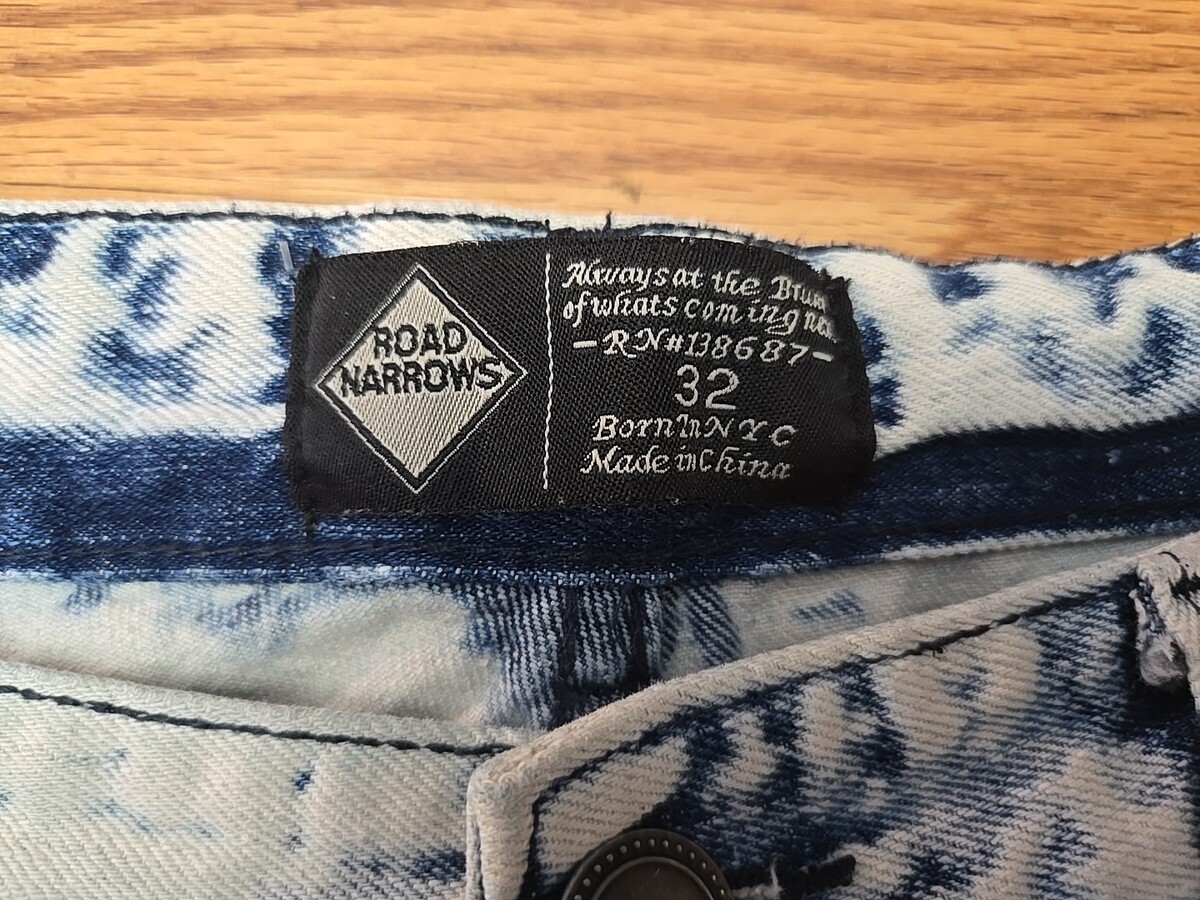 ROAD
NARROWS
Always at the
of whats coming
-RN#138687-
32
Born In NYC
Made in China